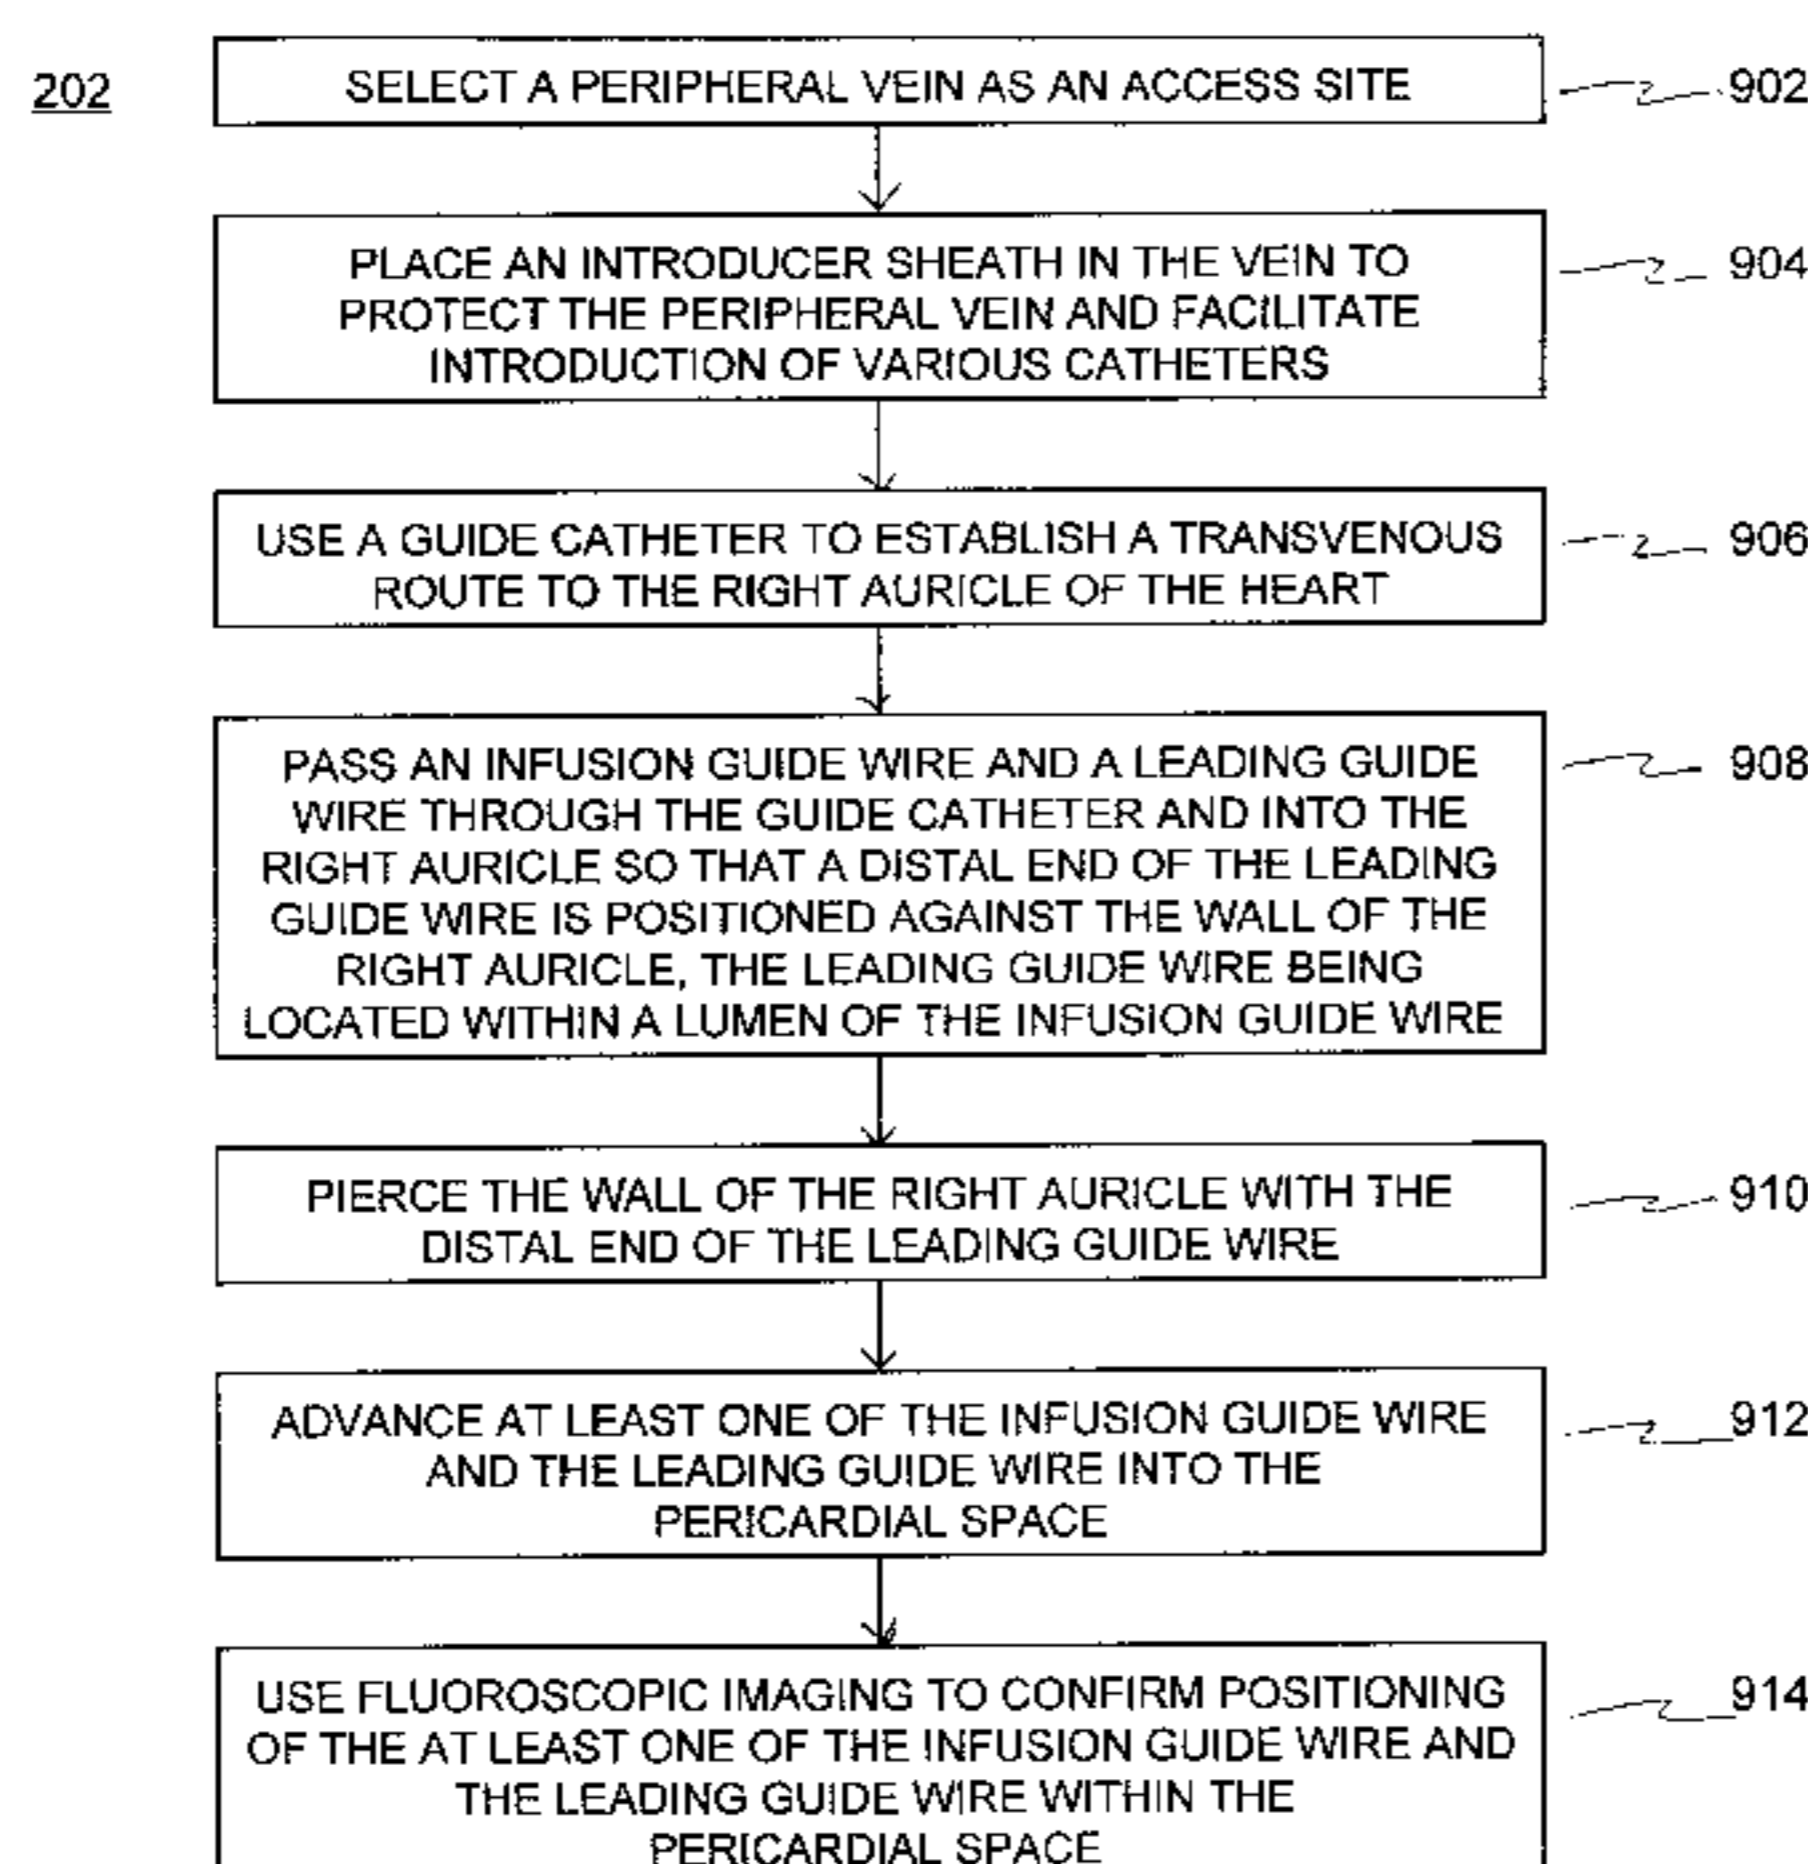 202
SELECT A PERIPHERAL VEIN AS AN ACCESS SITE
902
PLACE AN INTRODUCER SHEATH IN THE VEIN TO
PROTECT THE PERIPHERAL VEIN AND FACILITATE
INTRODUCTION OF VARIOUS CATHETERS
904
USE A GUIDE CATHETER TO ESTABLISH A TRANSVENOUS
ROUTE TO THE RIGHT AURICLE OF THE HEART
906
PASS AN INFUSION GUIDE WIRE AND A LEADING GUIDE
WIRE THROUGH THE GUIDE CATHETER AND INTO THE
RIGHT AURICLE SO THAT A DISTAL END OF THE LEADING
GUIDE WIRE IS POSITIONED AGAINST THE WALL OF THE
RIGHT AURICLE, THE LEADING GUIDE WIRE BEING
LOCATED WITHIN A LUMEN OF THE INFUSION GUIDE WIRE
908
PIERCE THE WALL OF THE RIGHT AURICLE WITH THE
DISTAL END OF THE LEADING GUIDE WIRE
910
ADVANCE AT LEAST ONE OF THE INFUSION GUIDE WIRE
AND THE LEADING GUIDE WIRE INTO THE
PERICARDIAL SPACE
912
USE FLUOROSCOPIC IMAGING TO CONFIRM POSITIONING
OF THE AT LEAST ONE OF THE INFUSION GUIDE WIRE AND
THE LEADING GUIDE WIRE WITHIN THE
PERICARDIAL SPACE
914